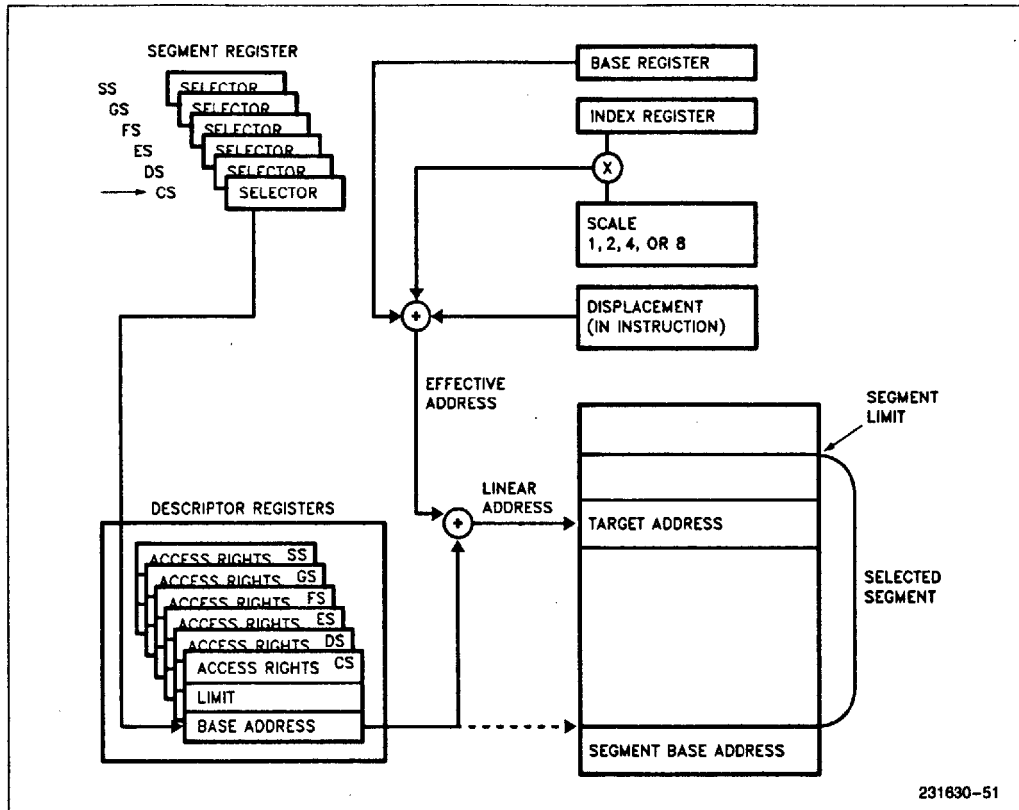 SEGMENT REGISTER
SS
SELECTOR
GS
SELECTOR
FS
SELECTOR
ES
SELECTOR
DS
SELECTOR
CS
SELECTOR
BASE REGISTER
INDEX REGISTER
X
SCALE
1, 2, 4, OR 8
DISPLACEMENT
(IN INSTRUCTION)
+
EFFECTIVE
ADDRESS
SEGMENT
LIMIT
LINEAR
ADDRESS
+
TARGET ADDRESS
SELECTED
SEGMENT
SEGMENT BASE ADDRESS
DESCRIPTOR REGISTERS
ACCESS RIGHTS SS
ACCESS RIGHTS GS
ACCESS RIGHTS FS
ACCESS RIGHTS ES
ACCESS RIGHTS DS
ACCESS RIGHTS CS
LIMIT
BASE ADDRESS
231630-51